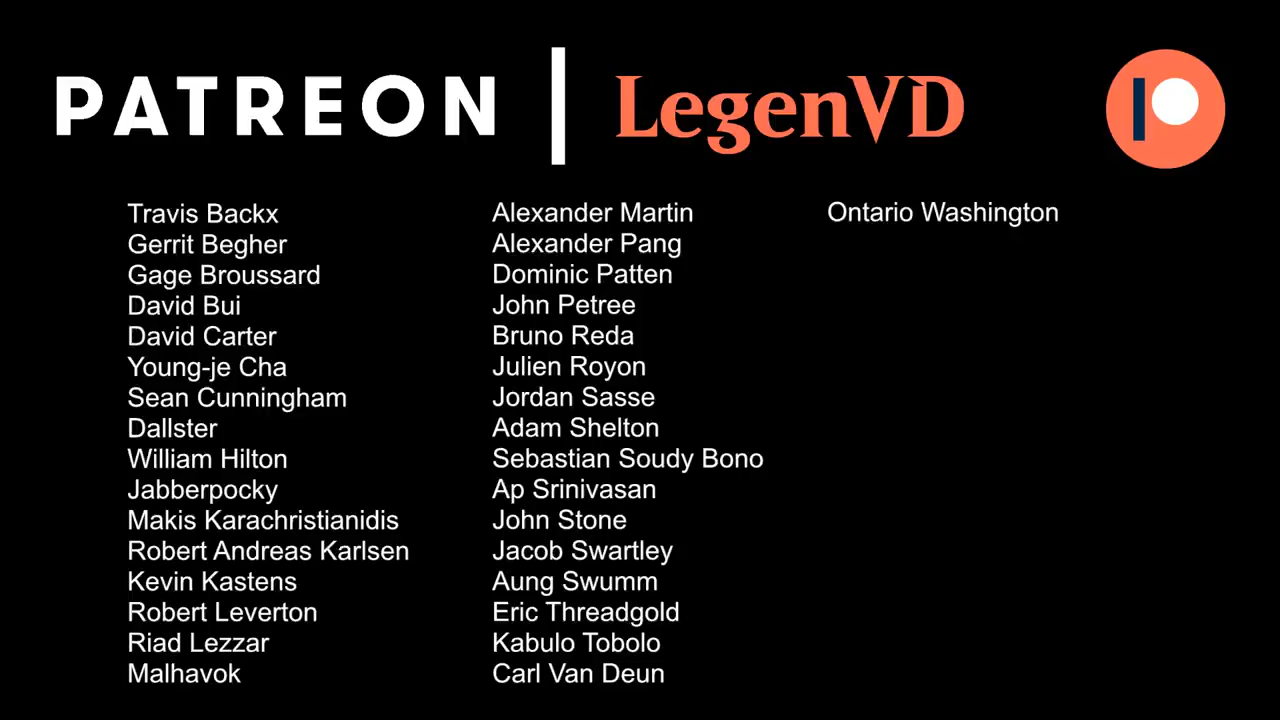 PATREON | LegenVD
Travis Backx
Gerrit Begher
Gage Broussard
David Bui
David Carter
Young-je Cha
Sean Cunningham
Dallster
William Hilton
Jabberpocky
Makis Karachristianidis
Robert Andreas Karlsen
Kevin Kastens
Robert Leverton
Riad Lezzar
Malhavok
Alexander Martin
Alexander Pang
Dominic Patten
John Petree
Bruno Reda
Julien Royon
Jordan Sasse
Adam Shelton
Sebastian Soudy Bono
Ap Srinivasan
John Stone
Jacob Swartley
Aung Swumm
Eric Threadgold
Kabulo Tobolo
Carl Van Deun
Ontario Washington